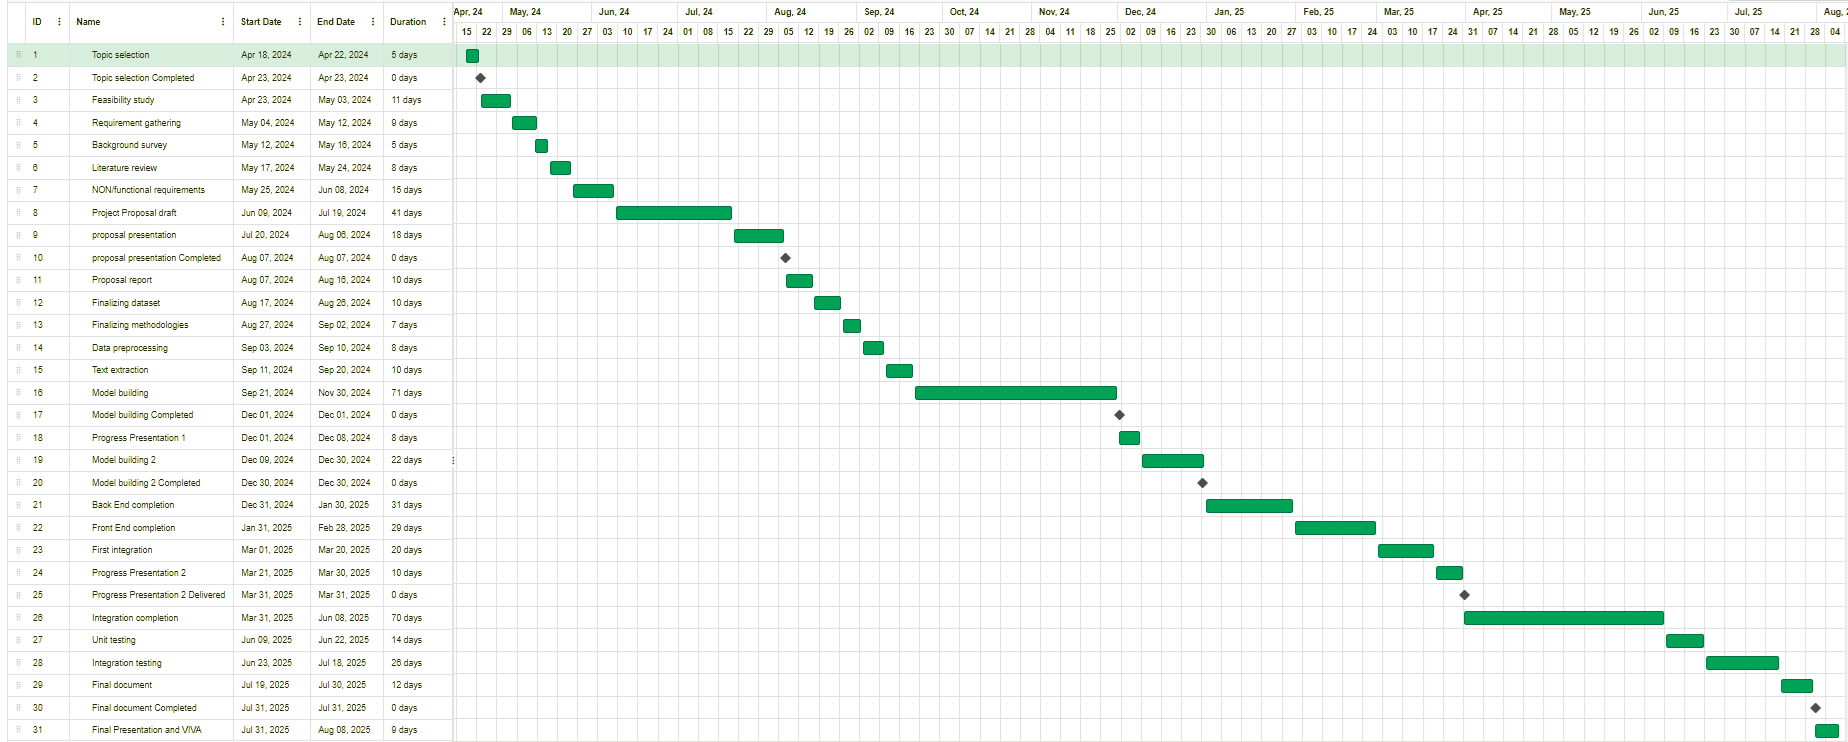 Apr, 24 May, 24 Jun, 24 Jul, 24 Aug, 24 Sep, 24 Oct, 24 Nov, 24 Dec, 24 Jan, 25 Feb, 25 Mar, 25 Apr, 25 May, 25 Jun, 25 Jul, 25 Aug,
ID Name Start Date End Date Duration
15 22 29 06 13 20 27 03 10 17 24 01 08 15 22 29 05 12 19 26 02 09 16 23 30 07 14 21 28 04 11 18 25 02 09 16 23 30 06 13 20 27 03 10 17 24 03 10 17 24 31 07 14 21 28 05 12 19 26 02 09 16 23 30 07 14 21 28 04
1 Topic selection Apr 18, 2024 Apr 22, 2024 5 days
2 Topic selection Completed Apr 23, 2024 Apr 23, 2024 0 days
3 Feasibility study Apr 23, 2024 May 03, 2024 11 days
4 Requirement gathering May 04, 2024 May 12, 2024 9 days
5 Background survey May 12, 2024 May 16, 2024 5 days
6 Literature review May 17, 2024 May 24, 2024 8 days
7 NON/functional requirements May 25, 2024 Jun 08, 2024 15 days
8 Project Proposal draft Jun 09, 2024 Jul 19, 2024 41 days
9 proposal presentation Jul 20, 2024 Aug 06, 2024 18 days
10 proposal presentation Completed Aug 07, 2024 Aug 07, 2024 0 days
11 Proposal report Aug 07, 2024 Aug 16, 2024 10 days
12 Finalizing dataset Aug 17, 2024 Aug 26, 2024 10 days
13 Finalizing methodologies Aug 27, 2024 Sep 02, 2024 7 days
14 Data preprocessing Sep 03, 2024 Sep 10, 2024 8 days
15 Text extraction Sep 11, 2024 Sep 20, 2024 10 days
16 Model building Sep 21, 2024 Nov 30, 2024 71 days
17 Model building Completed Dec 01, 2024 Dec 01, 2024 0 days
18 Progress Presentation 1 Dec 01, 2024 Dec 08, 2024 8 days
19 Model building 2 Dec 09, 2024 Dec 30, 2024 22 days
20 Model building 2 Completed Dec 30, 2024 Dec 30, 2024 0 days
21 Back End completion Dec 31, 2024 Jan 30, 2025 31 days
22 Front End completion Jan 31, 2025 Feb 28, 2025 29 days
23 First integration Mar 01, 2025 Mar 20, 2025 20 days
24 Progress Presentation 2 Mar 21, 2025 Mar 30, 2025 10 days
25 Progress Presentation 2 Delivered Mar 31, 2025 Mar 31, 2025 0 days
26 Integration completion Mar 31, 2025 Jun 08, 2025 70 days
27 Unit testing Jun 09, 2025 Jun 22, 2025 14 days
28 Integration testing Jun 23, 2025 Jul 18, 2025 26 days
29 Final document Jul 19, 2025 Jul 30, 2025 12 days
30 Final document Completed Jul 31, 2025 Jul 31, 2025 0 days
31 Final Presentation and VIVA Jul 31, 2025 Aug 08, 2025 9 days